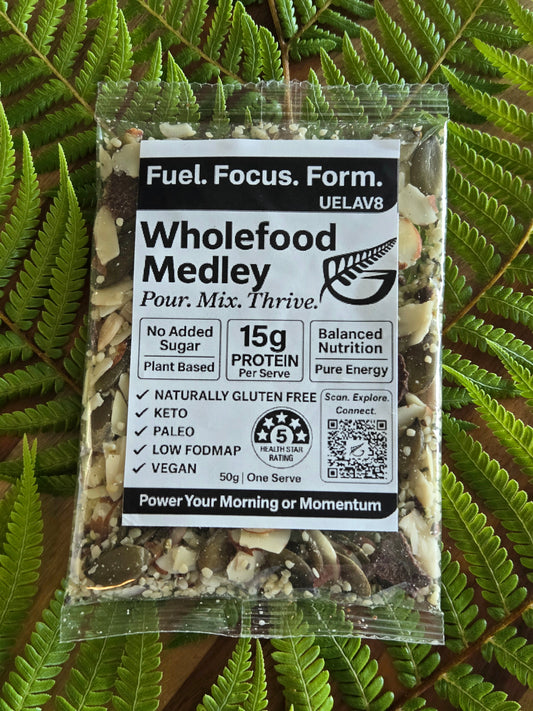 Fuel. Focus. Form.
UELAV8
Wholefood
Medley
Pour. Mix. Thrive.
No Added
Sugar
Plant Based
15g
PROTEIN
Per Serve
Balanced
Nutrition
Pure Energy
✓ NATURALLY GLUTEN FREE
✓ KETO
✓ PALEO
✓ LOW FODMAP
✓ VEGAN
5
HEALTH STAR
RATING
Scan. Explore.
Connect.
50g | One Serve
Power Your Morning or Momentum